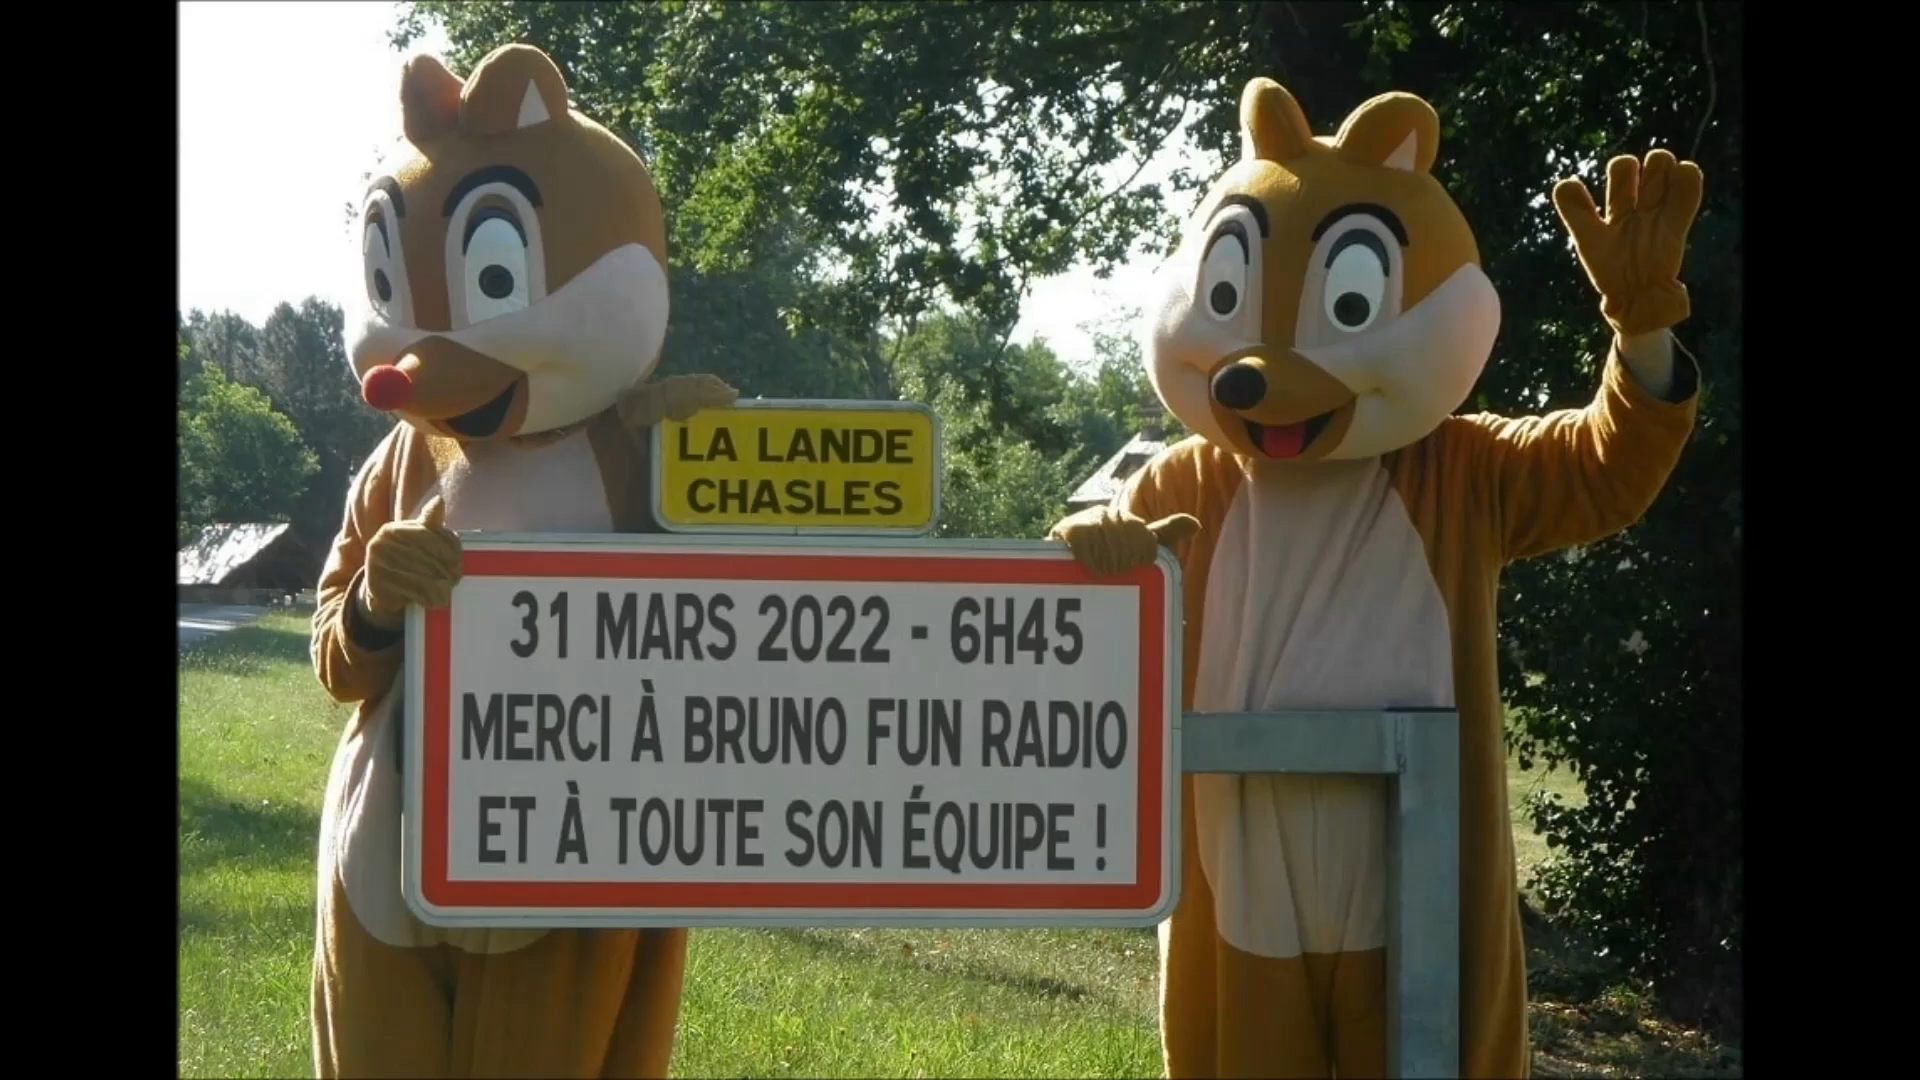 LA LANDE
CHASLES
31 MARS 2022 - 6H45
MERCI À BRUNO FUN RADIO
ET À TOUTE SON ÉQUIPE !